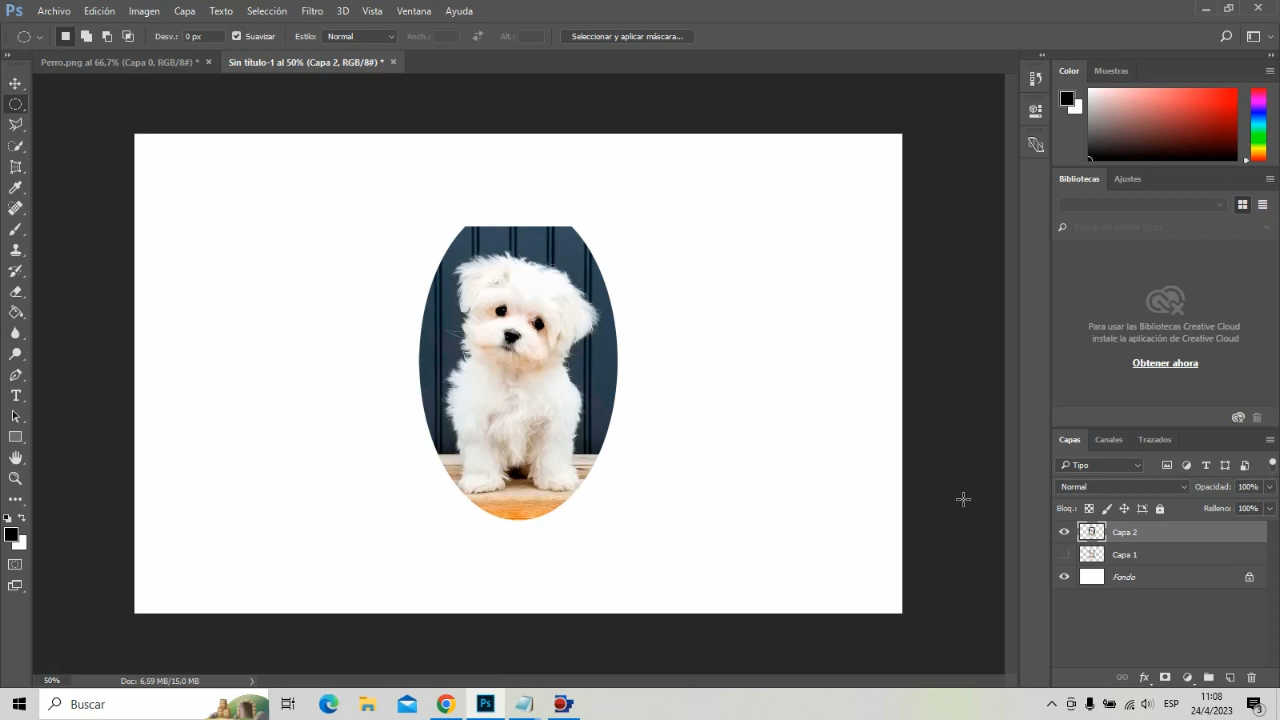 Ps Archivo Edición Imagen Capa Texto Selección Filtro 3D Vista Ventana Ayuda
Desv.: 0 px Suavizar Estilo: Normal Anch.: Alt.: Seleccionar y aplicar máscara...
Perro.png al 66,7% (Capa 0, RGB/8#) * × Sin título-1 al 50% (Capa 2, RGB/8#) * ×
Color Muestras
Bibliotecas Ajustes
Para usar las Bibliotecas Creative Cloud
instale la aplicación de Creative Cloud
Obtener ahora
Capas Canales Trazados
Tipo
Normal Opacidad: 100%
Bloq.: Relleno: 100%
Capa 2
Capa 1
Fondo
50% Doc: 6,59 MB/15,0 MB
Buscar
Ps
ESP
11:08
24/4/2023
3